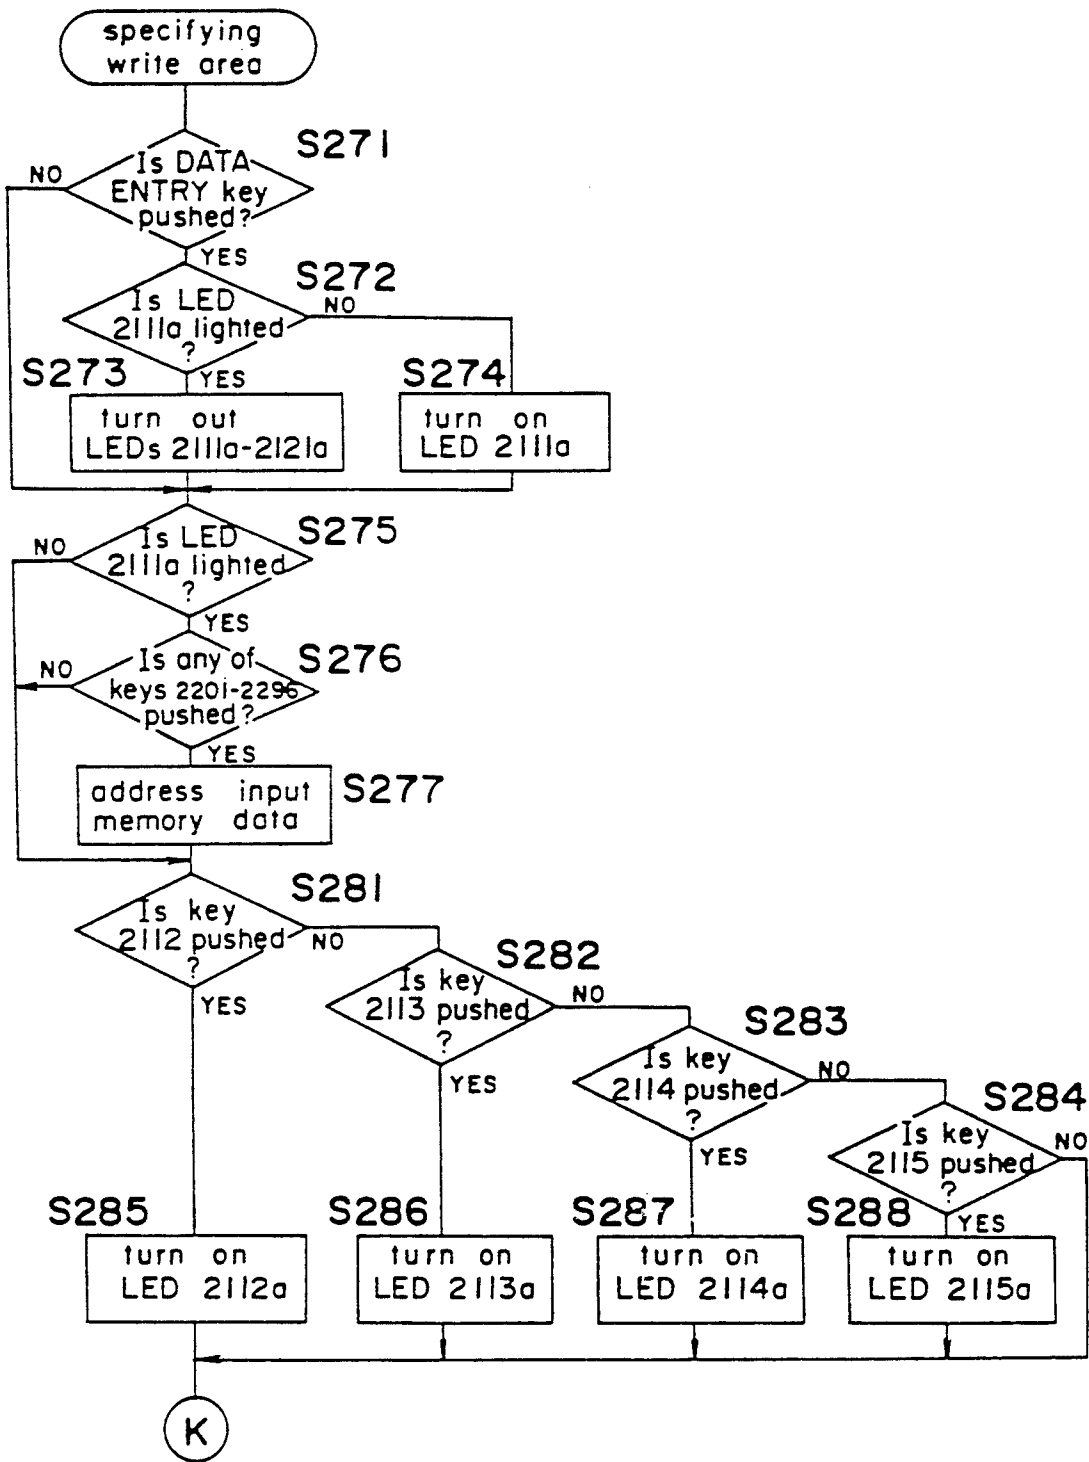 specifying
write area
S271
NO
Is DATA
ENTRY key
pushed?
YES
S272
Is LED
2111a lighted
?
NO
YES
S273
turn out
LEDs 2111a-2121a
S274
turn on
LED 2111a
S275
NO
Is LED
2111a lighted
?
YES
S276
NO
Is any of
keys 2201-2296
pushed?
YES
address input
memory data
S277
S281
Is key
2112 pushed
?
NO
YES
S282
Is key
2113 pushed
?
NO
YES
S283
Is key
2114 pushed
?
NO
YES
S284
Is key
2115 pushed
?
NO
YES
S285
turn on
LED 2112a
S286
turn on
LED 2113a
S287
turn on
LED 2114a
S288
turn on
LED 2115a
K